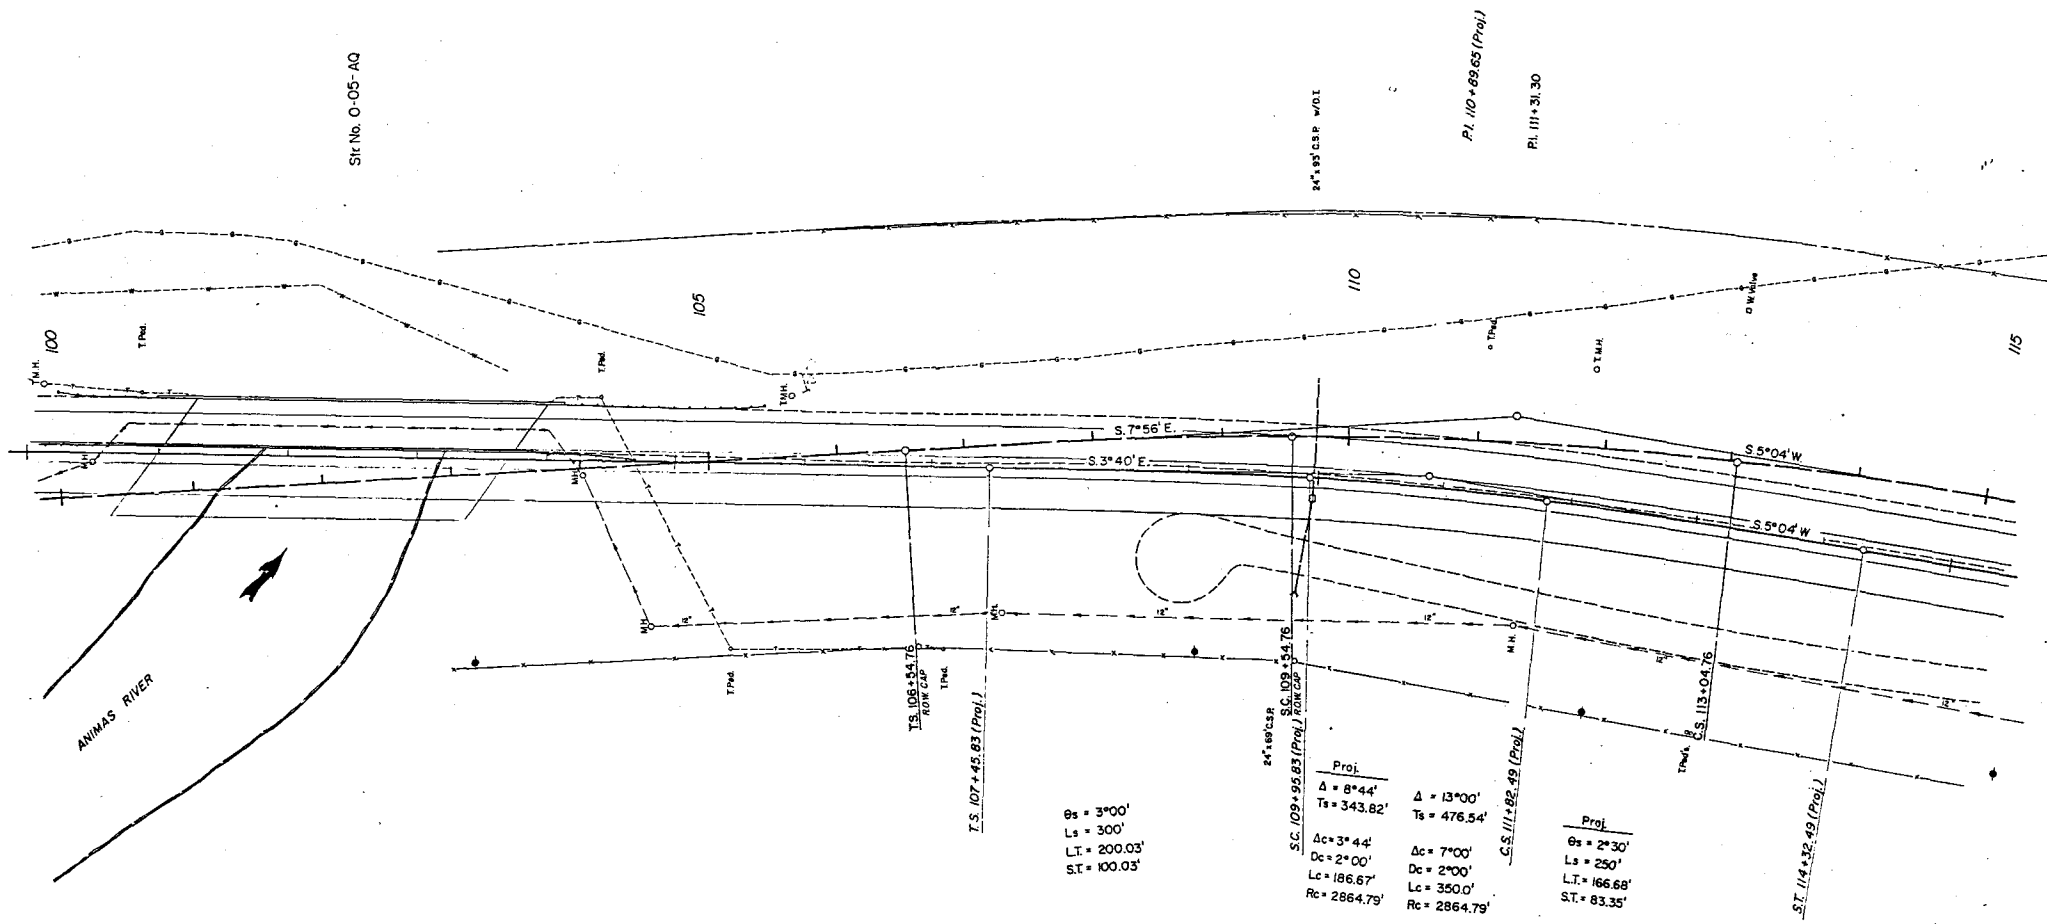 Str. No. O-05-AQ
P.I. 110+89.65 (Proj.)
P.I. 111+31.30
24" x 93' C.S.P. w/D.I.
100
105
110
115
T.M.H.
T.Ped.
T.Ped.
T.M.H.
T.Ped.
T.M.H.
W.Valve
M.H.
M.H.
S. 7°56' E.
S. 3°40' E.
S. 5°04' W.
S. 5°04' W.
ANIMAS RIVER
M.H.
12"
12"
M.H.
12"
12"
M.H.
12"
12"
T.Ped.
T.S. 106+54.76
R.O.W. CAP
T.Ped.
T.S. 107+45.83 (Proj.)
24" x 69' C.S.P.
S.C. 109+54.76
R.O.W. CAP
S.C. 109+95.83 (Proj.)
C.S. 111+82.49 (Proj.)
T.Ped's.
C.S. 113+04.76
S.T. 114+32.49 (Proj.)
θs = 3°00'
Ls = 300'
L.T. = 200.03'
S.T. = 100.03'
Proj.
Δ = 8°44'
Ts = 343.82'
Δc = 3°44'
Dc = 2°00'
Lc = 186.67'
Rc = 2864.79'
Δ = 13°00'
Ts = 476.54'
Δc = 7°00'
Dc = 2°00'
Lc = 350.0'
Rc = 2864.79'
Proj.
θs = 2°30'
Ls = 250'
L.T. = 166.68'
S.T. = 83.35'